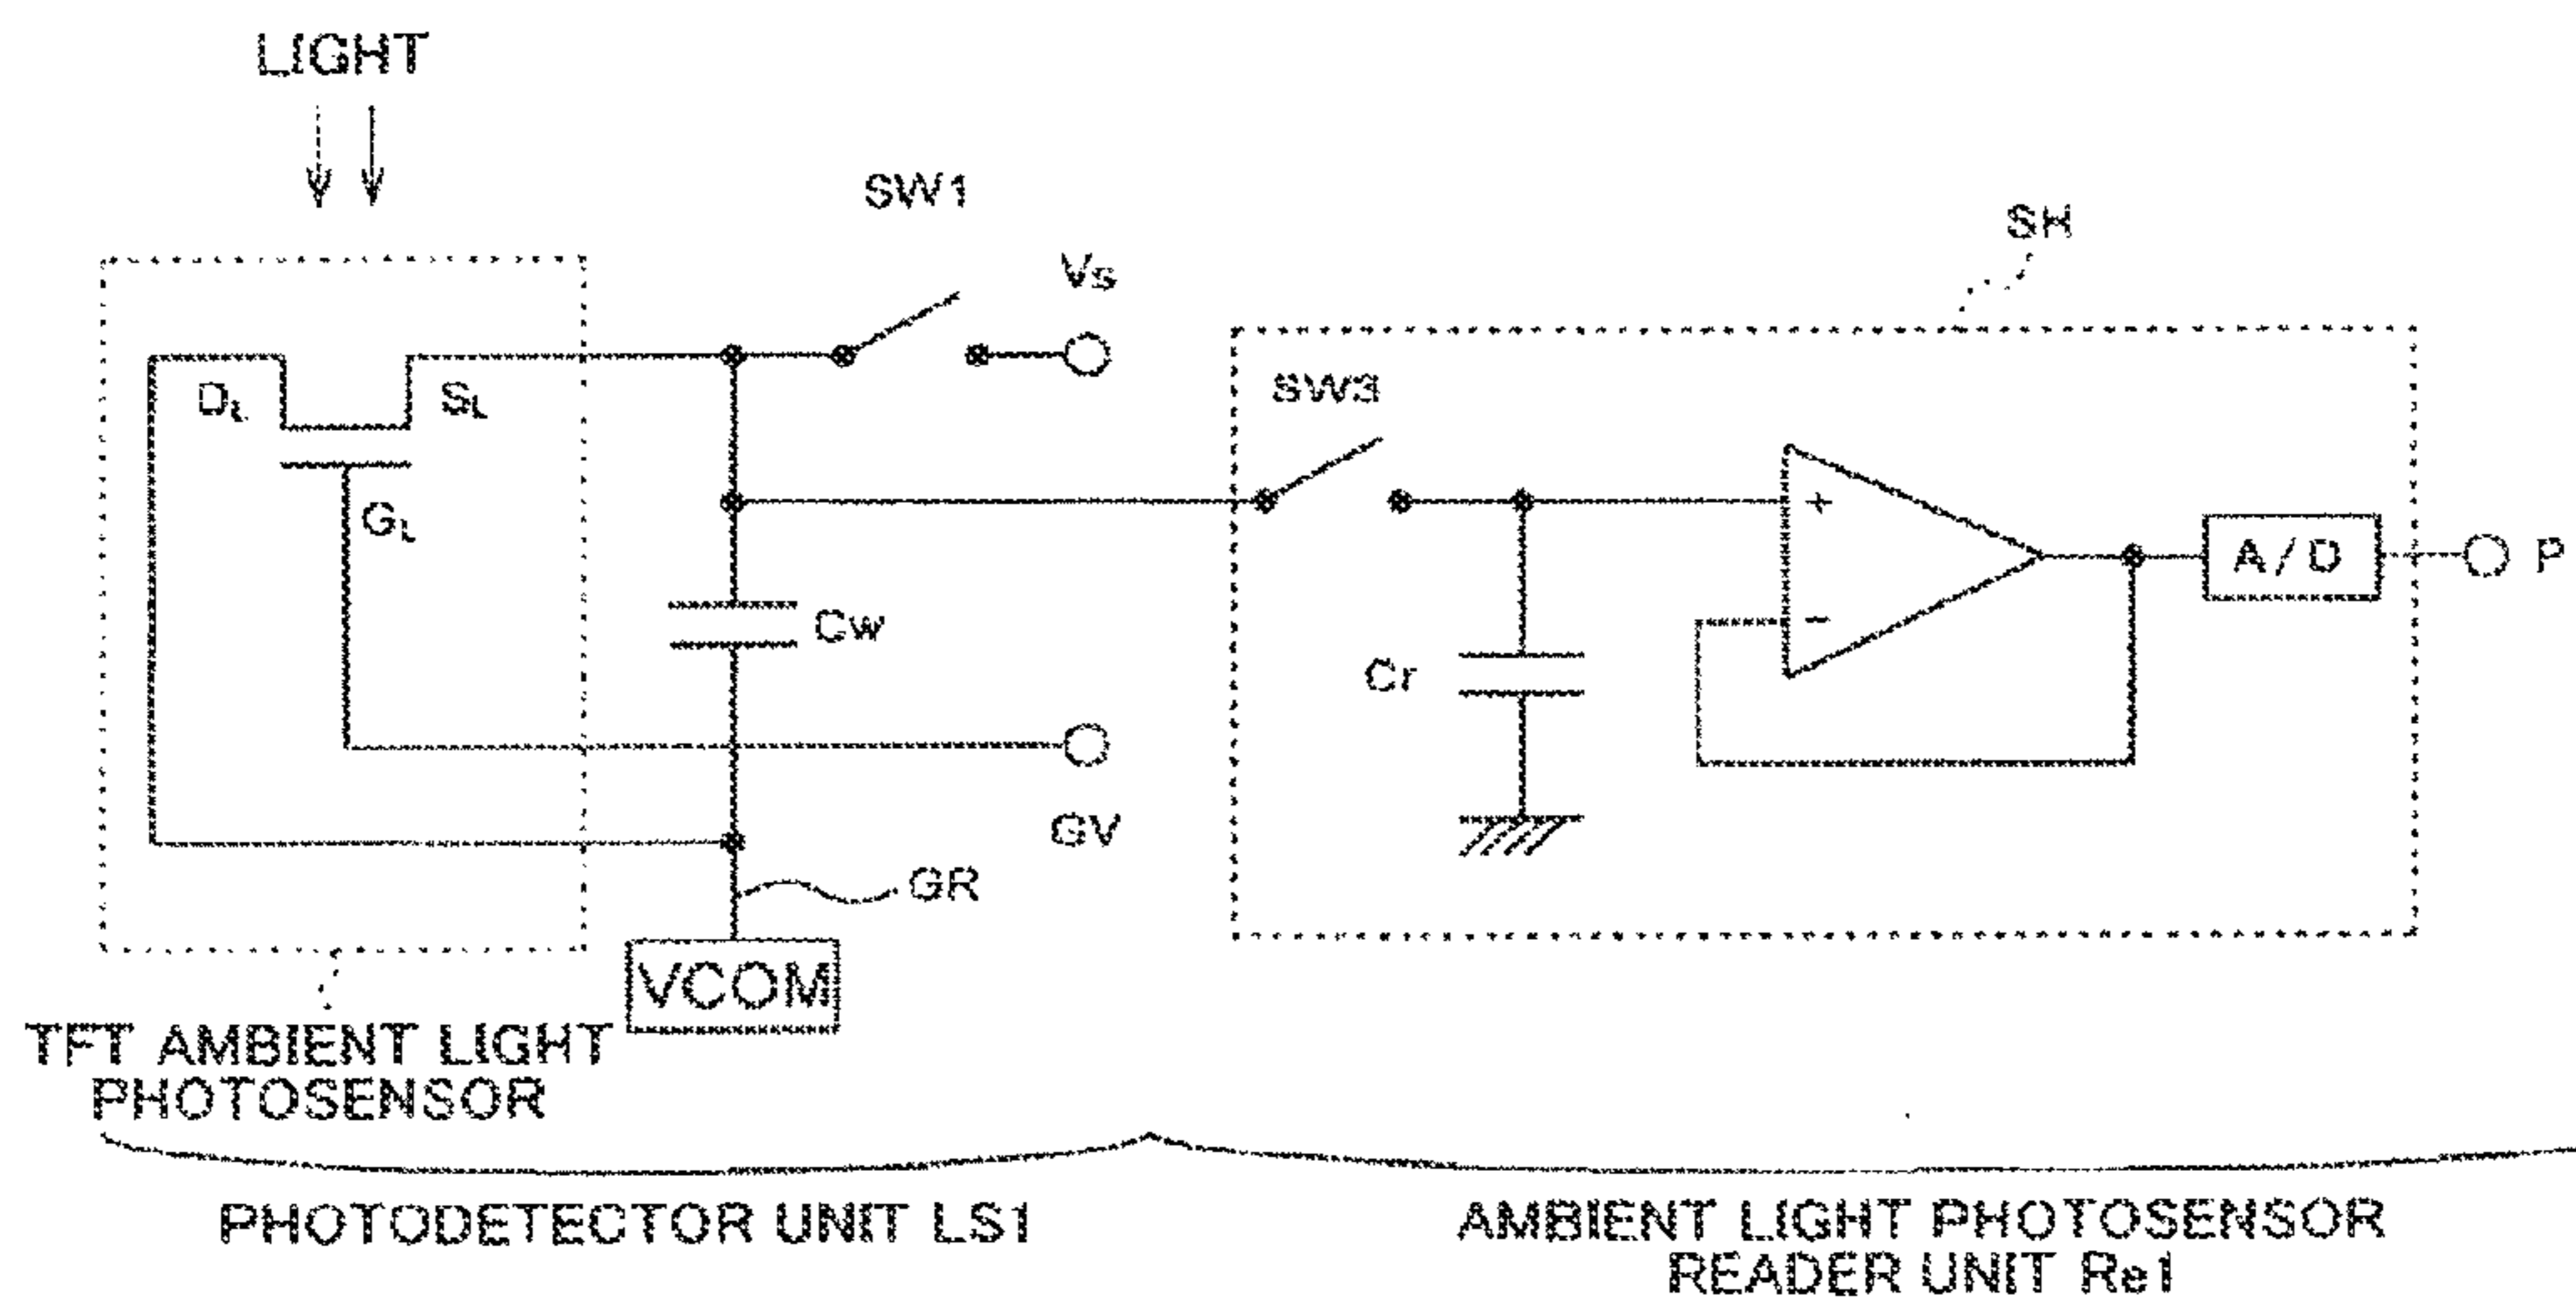 LIGHT
SW1
SH
Vs
SW3
DL
SL
GL
+
A/D
P
Cw
−
Cr
GV
GR
VCOM
TFT AMBIENT LIGHT
PHOTOSENSOR
PHOTODETECTOR UNIT LS1
AMBIENT LIGHT PHOTOSENSOR
READER UNIT Re1